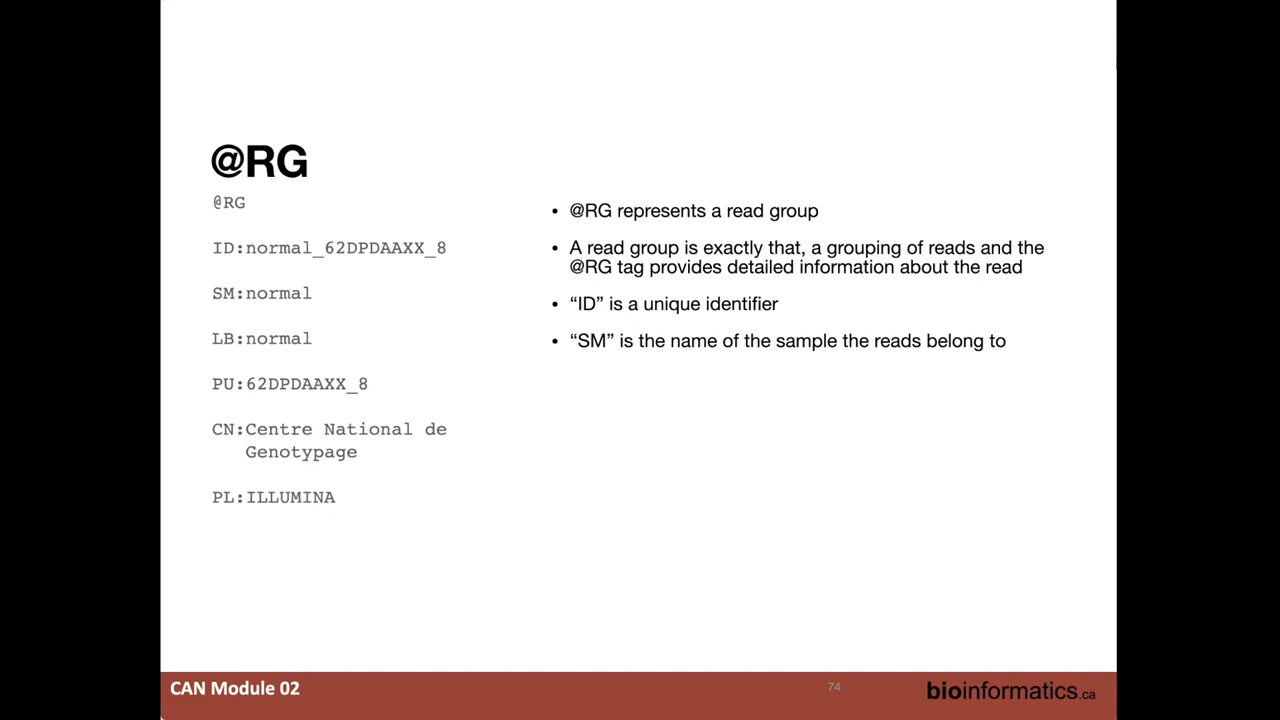 @RG
@RG
ID:normal_62DPDAAXX_8
SM:normal
LB:normal
PU:62DPDAAXX_8
CN:Centre National de
Genotypage
PL:ILLUMINA
• @RG represents a read group
• A read group is exactly that, a grouping of reads and the
@RG tag provides detailed information about the read
• “ID” is a unique identifier
• “SM” is the name of the sample the reads belong to
CAN Module 02
74
bioinformatics.ca